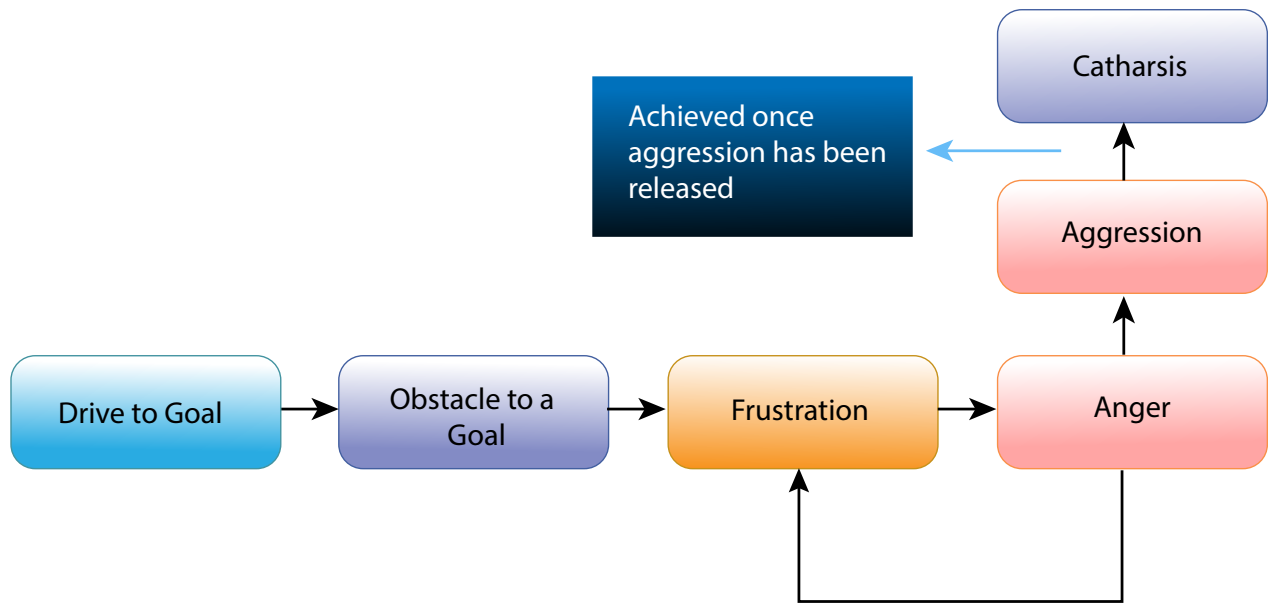 Catharsis
Achieved once
aggression has been
released
Aggression
Drive to Goal
Obstacle to a
Goal
Frustration
Anger